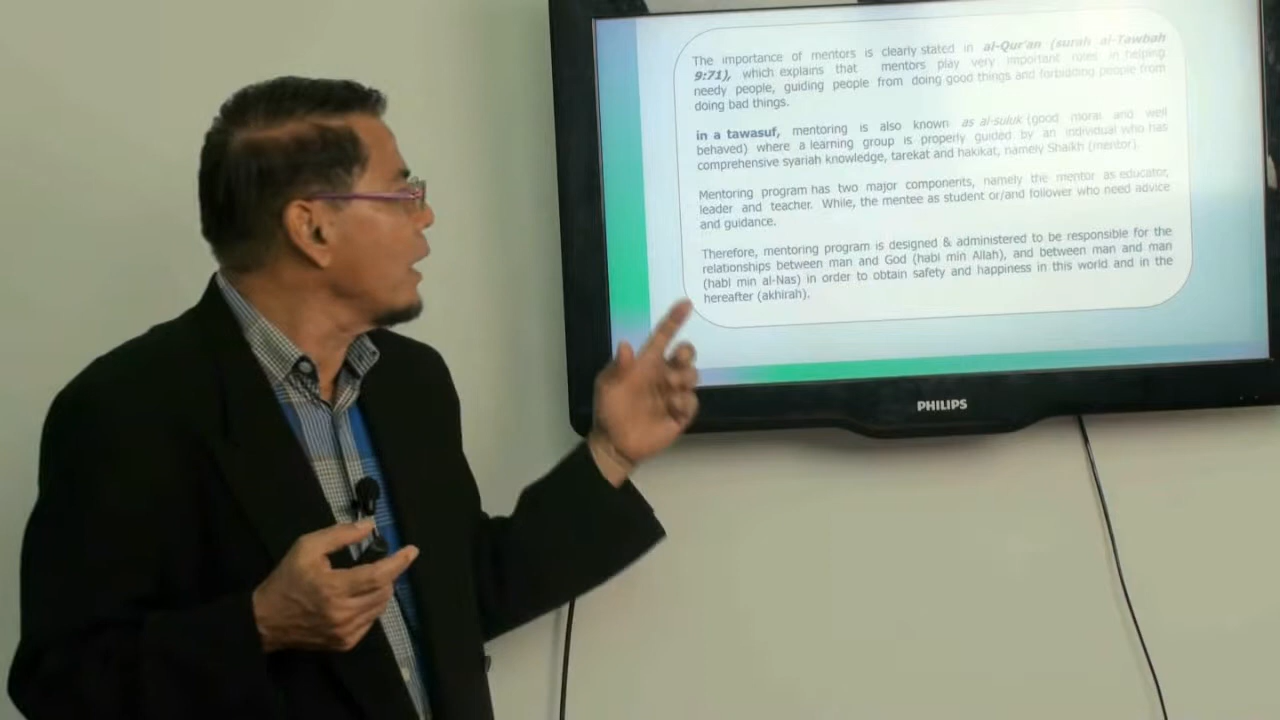 The importance of mentors is clearly stated in al-Qur'an (surah al-Tawbah
9:71), which explains that mentors play very important roles in helping
needy people, guiding people from doing good things and forbidding people from
doing bad things.
in a tawasuf, mentoring is also known as al-suluk (good moral and well
behaved) where a learning group is properly guided by an individual who has
comprehensive syariah knowledge, tarekat and hakikat, namely Shaikh (mentor).
Mentoring program has two major components, namely the mentor as educator,
leader and teacher. While, the mentee as student or/and follower who need advice
and guidance.
Therefore, mentoring program is designed & administered to be responsible for the
relationships between man and God (habl min Allah), and between man and man
(habl min al-Nas) in order to obtain safety and happiness in this world and in the
hereafter (akhirah).
PHILIPS